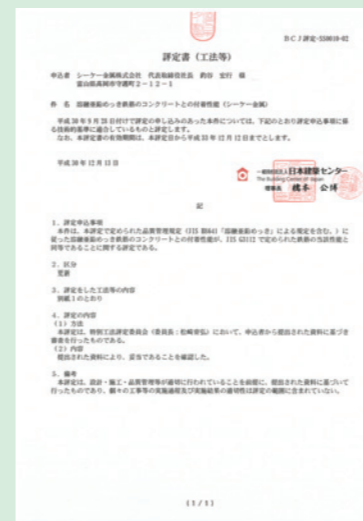 BCJ評定-SS0010-02
評定書（工法等）
申込者 シーケー金属株式会社 代表取締役社長 釣谷 宏行 様
富山県高岡市守護町2-12-1
件 名 溶融亜鉛めっき鉄筋のコンクリートとの付着性能（シーケー金属）
平成30年9月28日付けで評定の申し込みのあった本件については、下記のとおり評定申込事項に係
る技術的基準に適合しているものと評定します。
なお、本評定書の有効期間は、本評定日から平成35年12月12日までとします。
平成30年12月13日
一般財団法人 日本建築センター
The Building Center of Japan
理事長 橋本 公博
記
1．評定申込事項
本件は、本評定で定められた品質管理規定（JIS H8641「溶融亜鉛めっき」による規定を含む。）に
従った溶融亜鉛めっき鉄筋のコンクリートとの付着性能が、JIS G3112 で定められた鉄筋の当該性能と
同等であることに関する評定である。
2．区分
更新
3．評定をした工法等の内容
別紙1のとおり
4．評定の内容
（1）方法
本評定は、特別工法評定委員会（委員長：松崎育弘）において、申込者から提出された資料に基づき
審査を行ったものである。
（2）内容
提出された資料により、妥当であることを確認した。
5．備考
本評定は、設計・施工・品質管理等が適切に行われていることを前提に、提出された資料に基づいて
行ったものであり、個々の工事等の実施過程及び実施結果の適切性は評定の範囲に含まれていない。
(1/1)